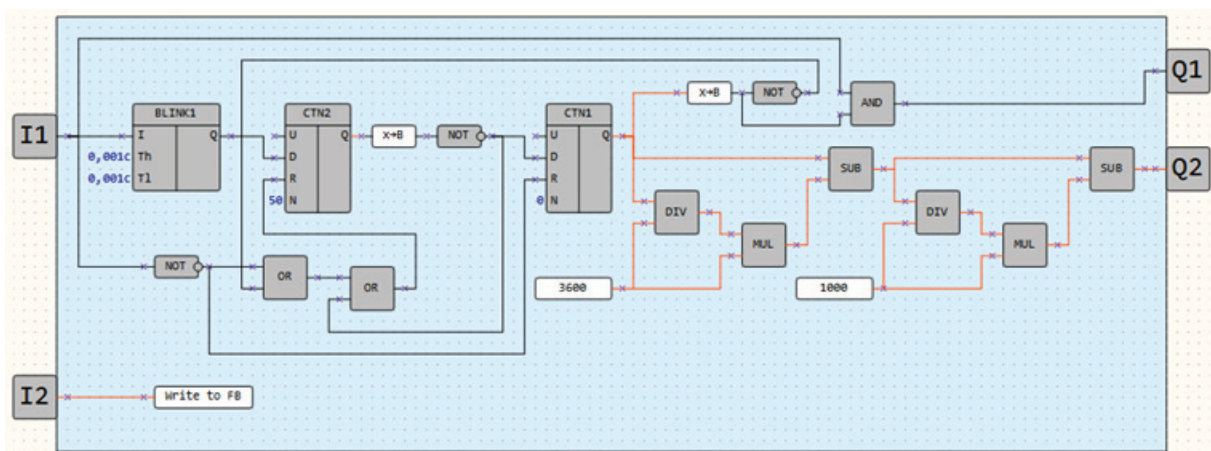 I1
BLINK1
I
Q
0,001c Th
0,001c Tl
CTN2
U
Q
D
R
50 N
x→B
NOT
CTN1
U
Q
D
R
0 N
x→B
NOT
AND
Q1
SUB
SUB
Q2
DIV
DIV
MUL
MUL
NOT
OR
OR
3600
1000
I2
Write to FB